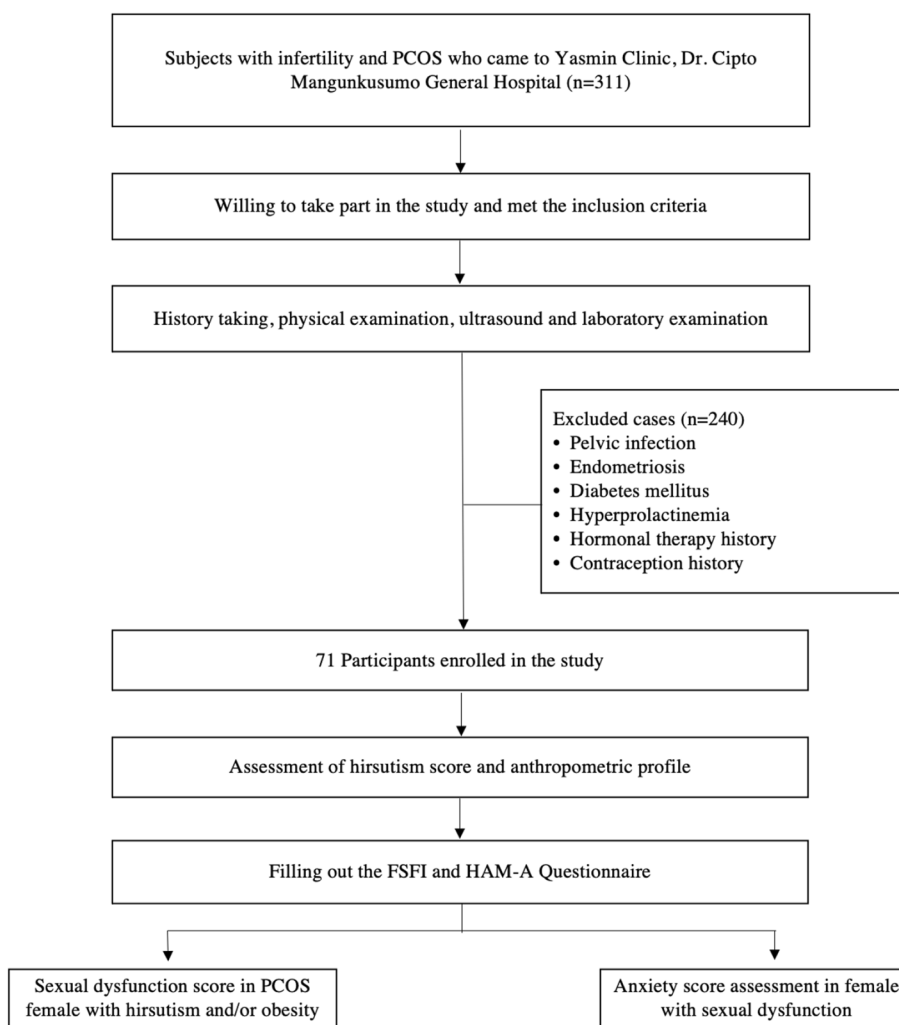 Subjects with infertility and PCOS who came to Yasmin Clinic, Dr. Cipto
Mangunkusumo General Hospital (n=311)
Willing to take part in the study and met the inclusion criteria
History taking, physical examination, ultrasound and laboratory examination
Excluded cases (n=240)
• Pelvic infection
• Endometriosis
• Diabetes mellitus
• Hyperprolactinemia
• Hormonal therapy history
• Contraception history
71 Participants enrolled in the study
Assessment of hirsutism score and anthropometric profile
Filling out the FSFI and HAM-A Questionnaire
Sexual dysfunction score in PCOS
female with hirsutism and/or obesity
Anxiety score assessment in female
with sexual dysfunction